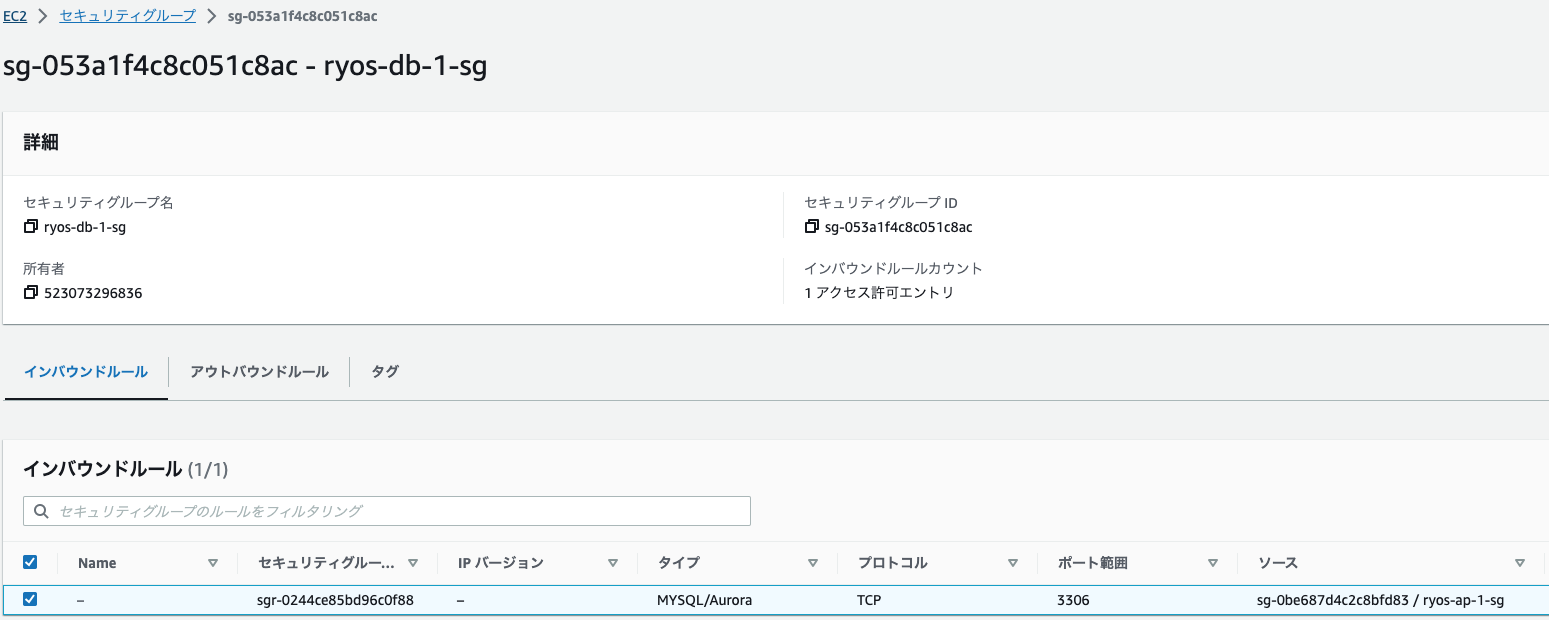 EC2 > セキュリティグループ > sg-053a1f4c8c051c8ac
sg-053a1f4c8c051c8ac - ryos-db-1-sg
詳細
セキュリティグループ名
ryos-db-1-sg
セキュリティグループ ID
sg-053a1f4c8c051c8ac
所有者
523073296836
インバウンドルールカウント
1 アクセス許可エントリ
インバウンドルール アウトバウンドルール タグ
インバウンドルール (1/1)
セキュリティグループのルールをフィルタリング
Name セキュリティグルー... IP バージョン タイプ プロトコル ポート範囲 ソース
– sgr-0244ce85bd96c0f88 – MYSQL/Aurora TCP 3306 sg-0be687d4c2c8bfd83 / ryos-ap-1-sg